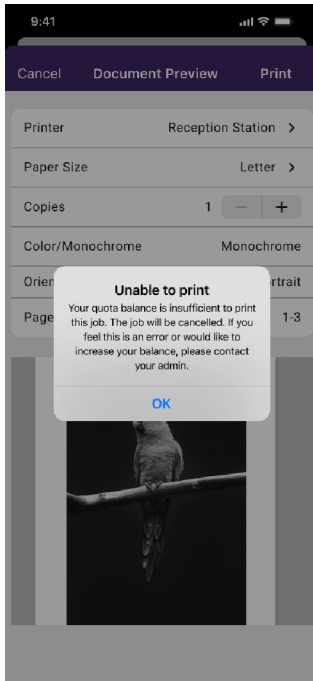 9:41
Cancel Document Preview Print
Printer Reception Station >
Paper Size Letter >
Copies 1 — +
Color/Monochrome Monochrome
Orien rtrait
Page 1-3
Unable to print
Your quota balance is insufficient to print
this job. The job will be cancelled. If you
feel this is an error or would like to
increase your balance, please contact
your admin.
OK